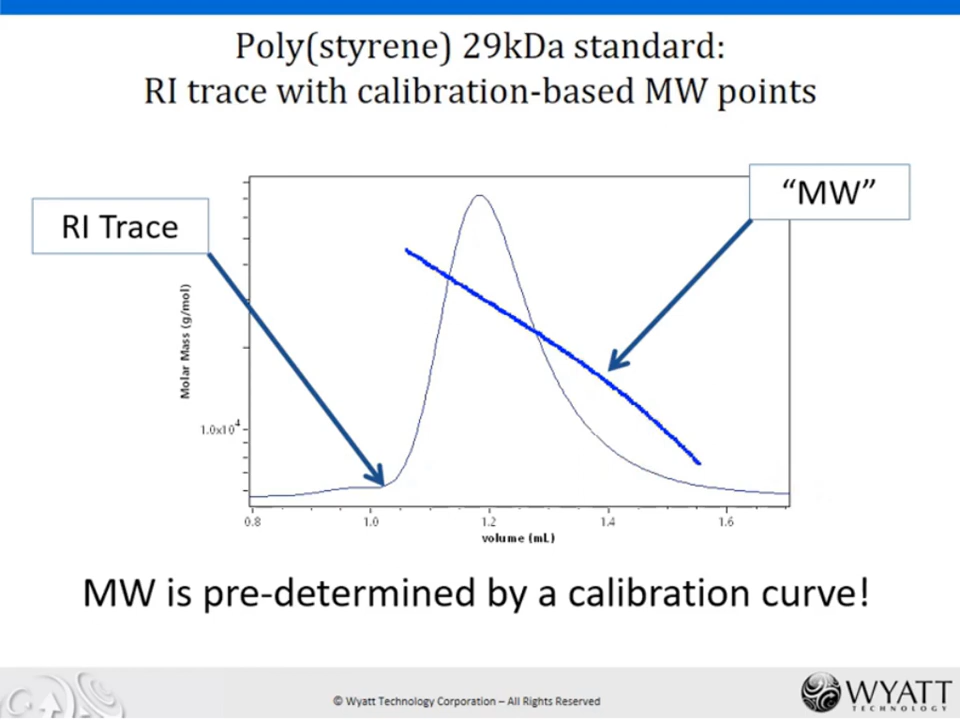 Poly(styrene) 29kDa standard:
RI trace with calibration-based MW points
"MW"
RI Trace
Molar Mass (g/mol)
1.0x10⁴
0.8 1.0 1.2 1.4 1.6
volume (mL)
MW is pre-determined by a calibration curve!
© Wyatt Technology Corporation – All Rights Reserved
WYATT
TECHNOLOGY